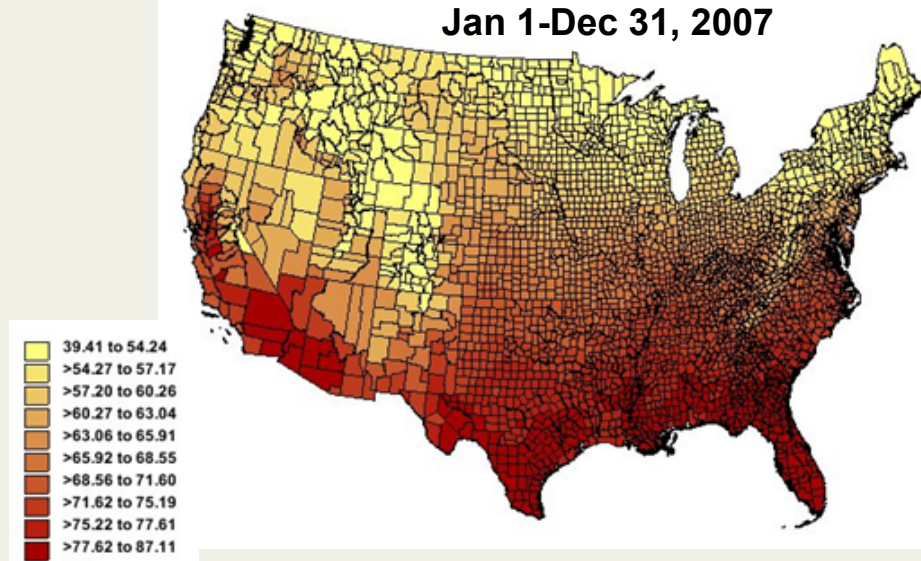 Jan 1-Dec 31, 2007
39.41 to 54.24
>54.27 to 57.17
>57.20 to 60.26
>60.27 to 63.04
>63.06 to 65.91
>65.92 to 68.55
>68.56 to 71.60
>71.62 to 75.19
>75.22 to 77.61
>77.62 to 87.11